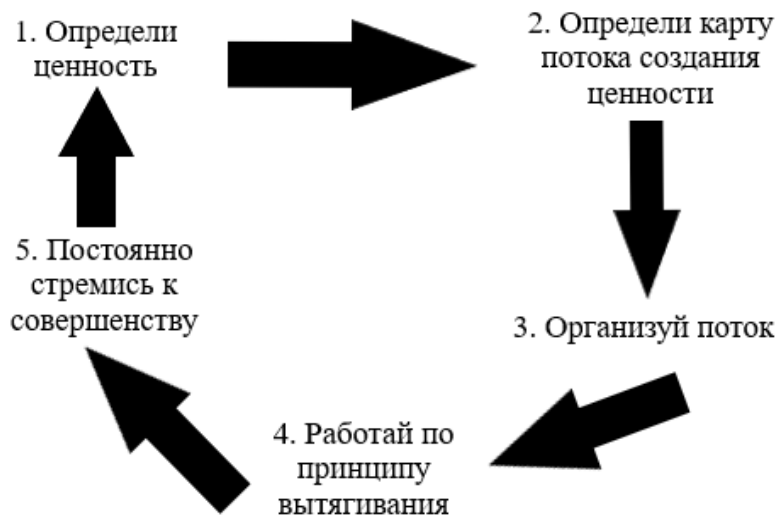 1. Определи
ценность
2. Определи карту
потока создания
ценности
3. Организуй поток
4. Работай по
принципу
вытягивания
5. Постоянно
стремись к
совершенству